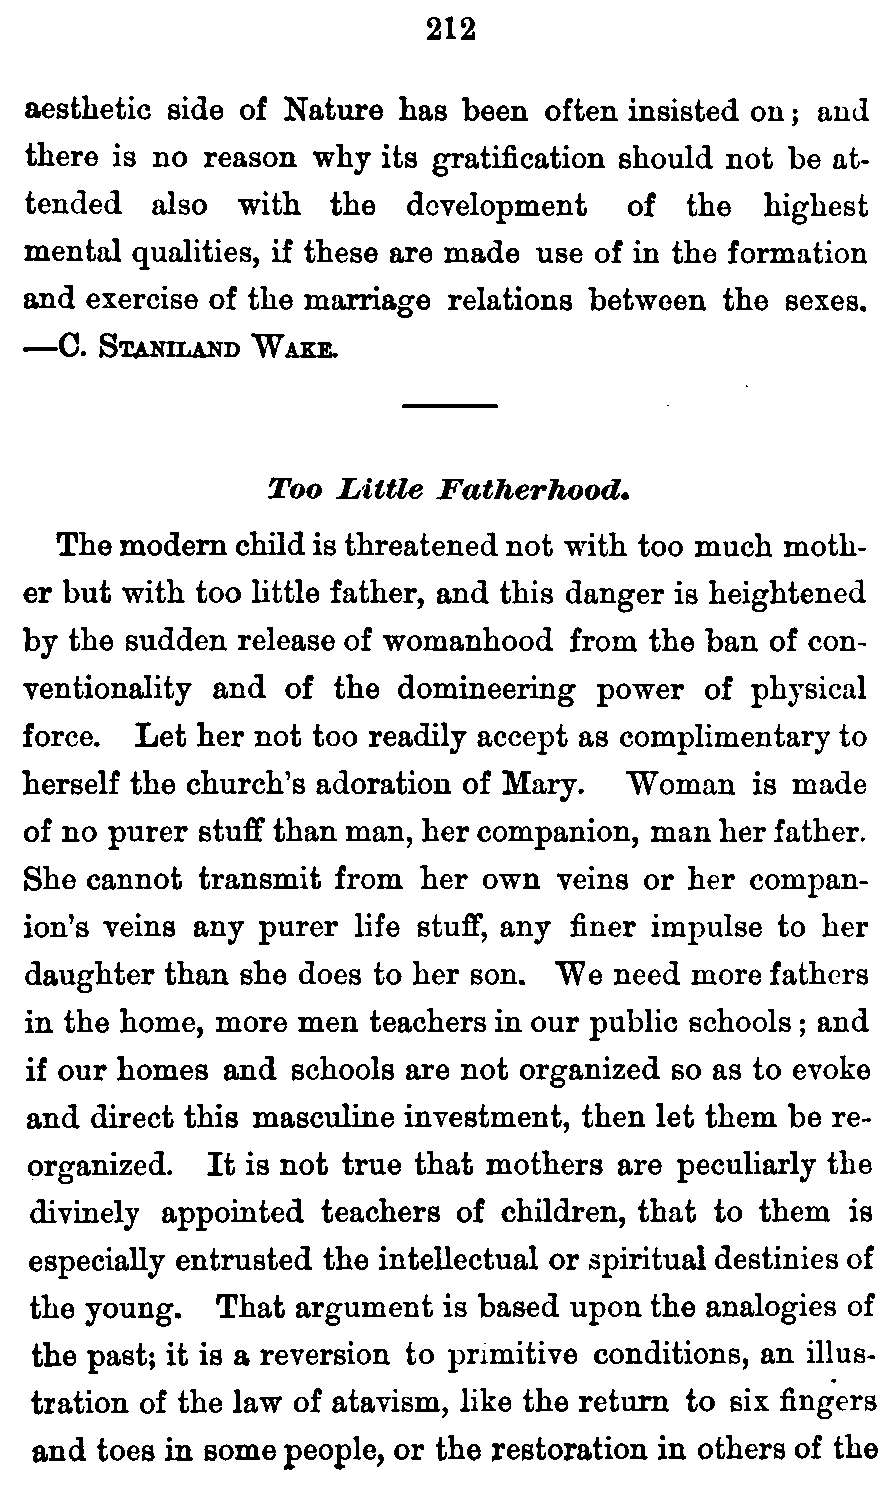 212
aesthetic side of Nature has been often insisted on; and
there is no reason why its gratification should not be at-
tended also with the development of the highest
mental qualities, if these are made use of in the formation
and exercise of the marriage relations between the sexes.
—C. Staniland Wake.
Too Little Fatherhood.
The modern child is threatened not with too much moth-
er but with too little father, and this danger is heightened
by the sudden release of womanhood from the ban of con-
ventionality and of the domineering power of physical
force. Let her not too readily accept as complimentary to
herself the church's adoration of Mary. Woman is made
of no purer stuff than man, her companion, man her father.
She cannot transmit from her own veins or her compan-
ion's veins any purer life stuff, any finer impulse to her
daughter than she does to her son. We need more fathers
in the home, more men teachers in our public schools; and
if our homes and schools are not organized so as to evoke
and direct this masculine investment, then let them be re-
organized. It is not true that mothers are peculiarly the
divinely appointed teachers of children, that to them is
especially entrusted the intellectual or spiritual destinies of
the young. That argument is based upon the analogies of
the past; it is a reversion to primitive conditions, an illus-
tration of the law of atavism, like the return to six fingers
and toes in some people, or the restoration in others of the